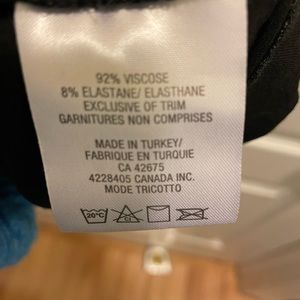 92% VISCOSE
8% ELASTANE/ ELASTHANE
EXCLUSIVE OF TRIM
GARNITURES NON COMPRISES
MADE IN TURKEY/
FABRIQUE EN TURQUIE
CA 42675
4228405 CANADA INC.
MODE TRICOTTO
20°C
CL